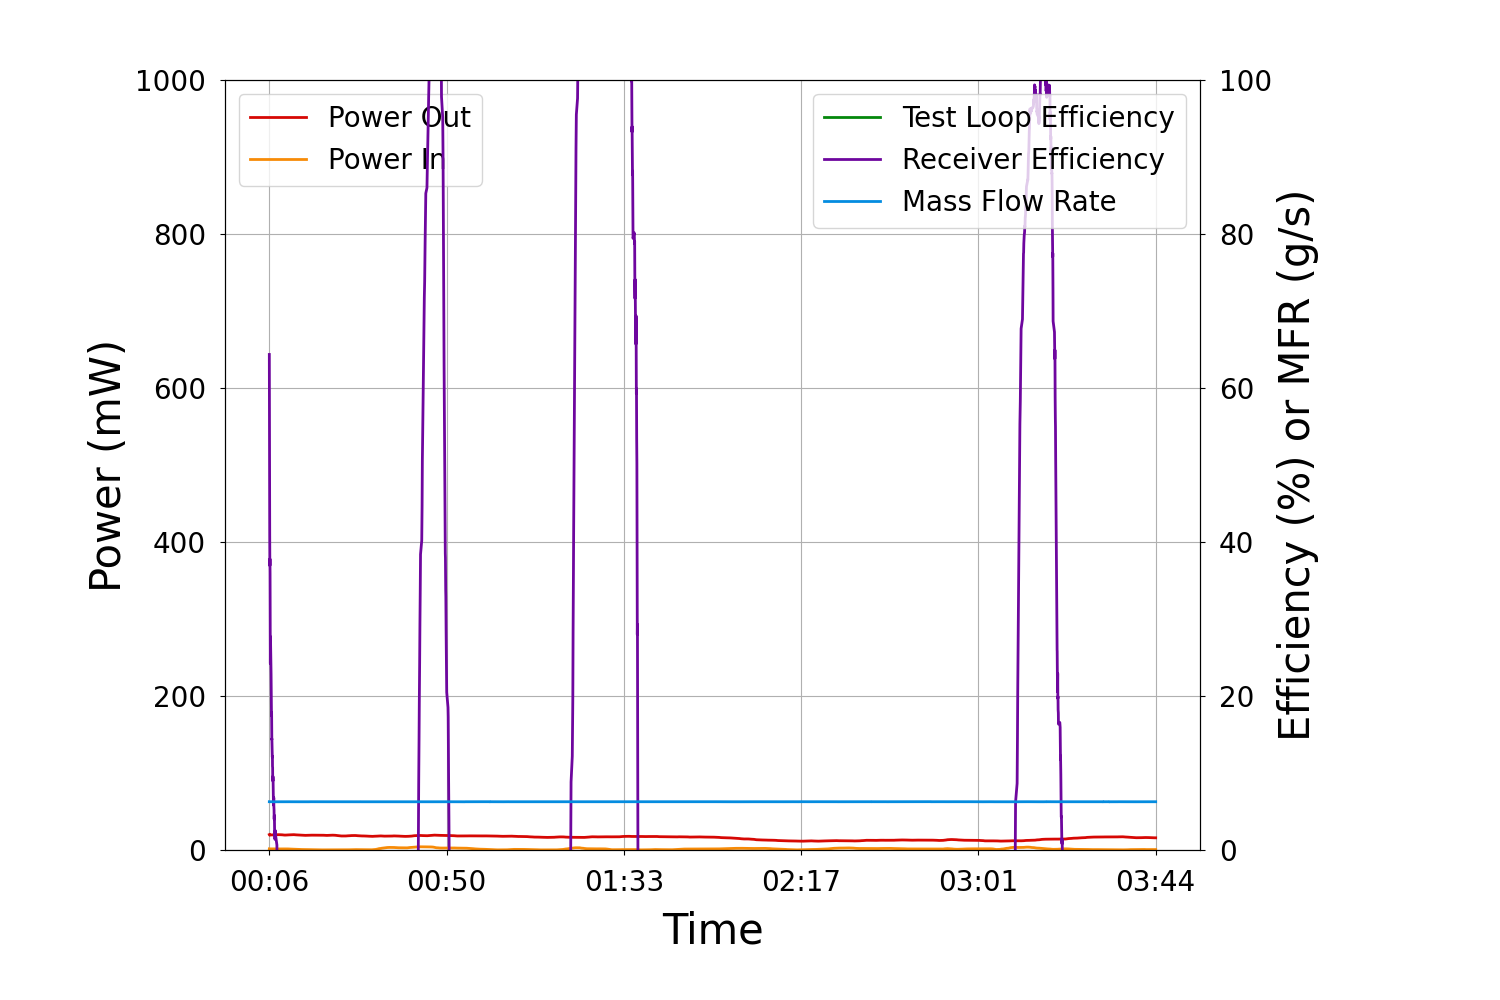 1000
800
600
400
200
0
Power (mW)
Power Out
Power In
Test Loop Efficiency
Receiver Efficiency
Mass Flow Rate
100
80
60
40
20
0
Efficiency (%) or MFR (g/s)
00:06 00:50 01:33 02:17 03:01 03:44
Time